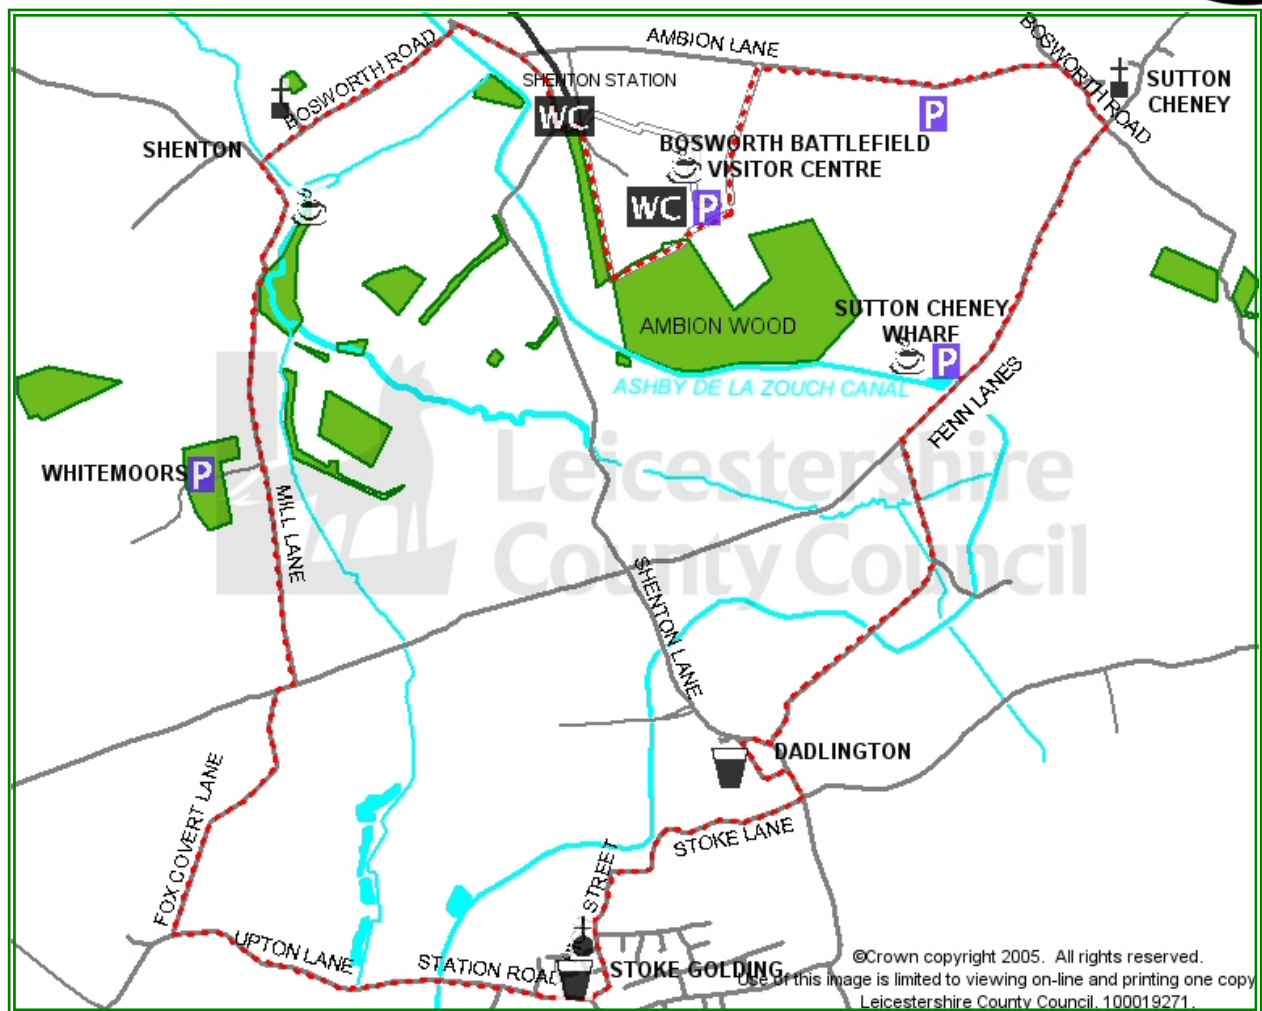 AMBION LANE
BOSWORTH ROAD
BOSWORTH ROAD
SHENTON STATION
SUTTON
CHENEY
WC
P
SHENTON
BOSWORTH BATTLEFIELD
VISITOR CENTRE
WC
P
SUTTON CHENEY
WHARF
AMBION WOOD
P
ASHBY DE LA ZOUCH CANAL
FENN LANES
WHITEMOORS
P
Leicestershire
County Council
MILL LANE
SHENTON LANE
DADLINGTON
FOX COVERT LANE
STOKE LANE
STREET
UPTON LANE
STATION ROAD
STOKE GOLDING
©Crown copyright 2005. All rights reserved.
Use of this image is limited to viewing on-line and printing one copy
Leicestershire County Council. 100019271.